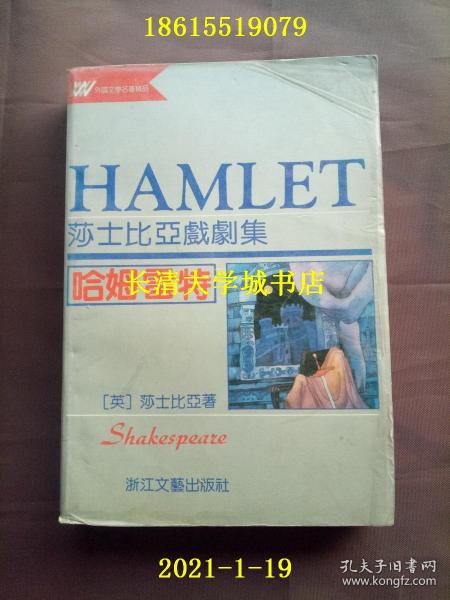 18615519079
外國文學名著精品
HAMLET
莎士比亞戲劇集
哈姆雷特
长清大学城书店
[英] 莎士比亞著
Shakespeare
浙江文藝出版社
2021-1-19
孔夫子旧书网
www.kongfz.com